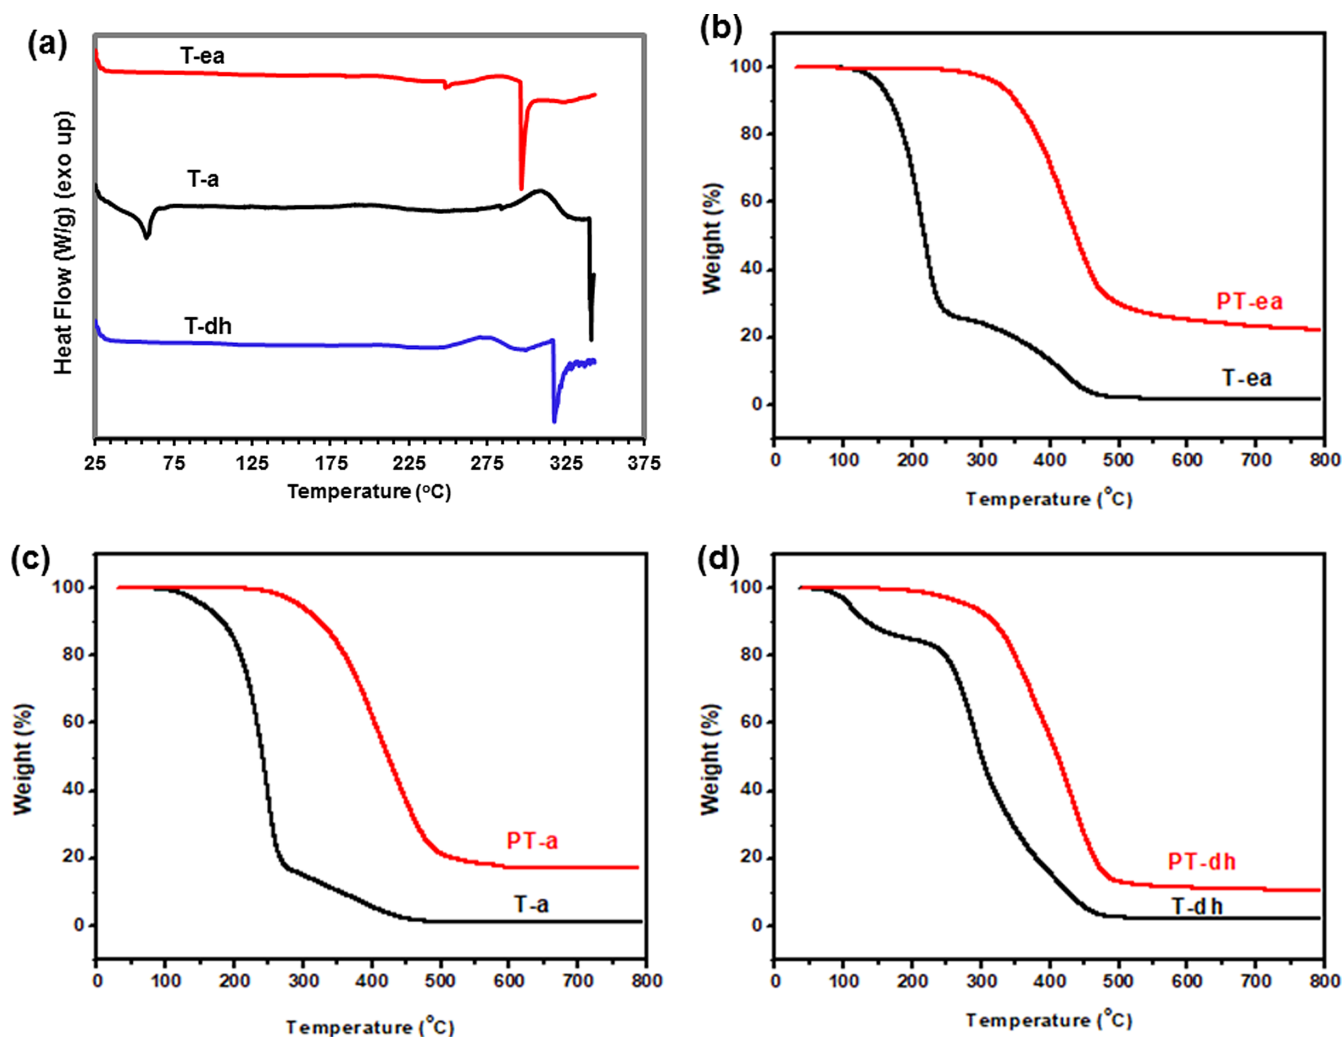 (a)
T-ea
T-a
T-dh
Heat Flow (W/g) (exo up)
25 75 125 175 225 275 325 375
Temperature (°C)
(b)
100
80
60
40
20
0
Weight (%)
PT-ea
T-ea
0 100 200 300 400 500 600 700 800
Temperature (°C)
(c)
100
80
60
40
20
0
Weight (%)
PT-a
T-a
0 100 200 300 400 500 600 700 800
Temperature (°C)
(d)
100
80
60
40
20
0
Weight (%)
PT-dh
T-dh
0 100 200 300 400 500 600 700 800
Temperature (°C)